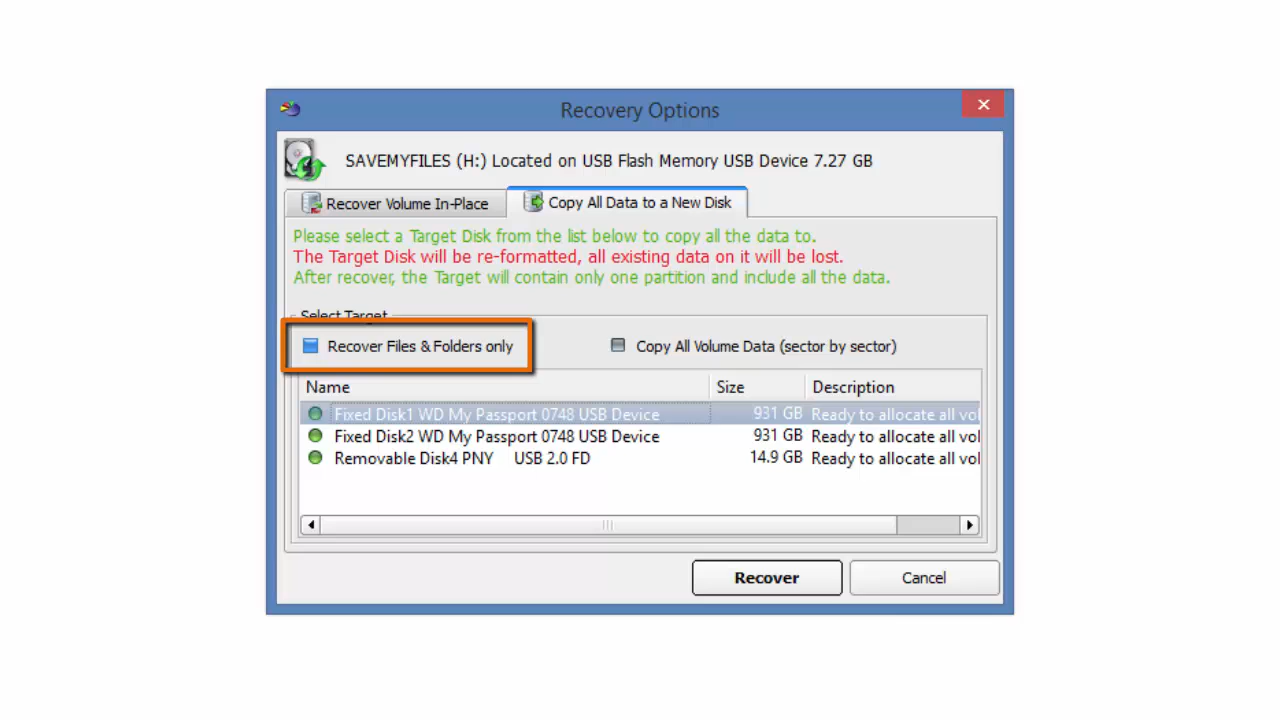 Recovery Options
SAVEMYFILES (H:) Located on USB Flash Memory USB Device 7.27 GB
Recover Volume In-Place Copy All Data to a New Disk
Please select a Target Disk from the list below to copy all the data to.
The Target Disk will be re-formatted, all existing data on it will be lost.
After recover, the Target will contain only one partition and include all the data.
Select Target
Recover Files & Folders only Copy All Volume Data (sector by sector)
Name Size Description
Fixed Disk1 WD My Passport 0748 USB Device 931 GB Ready to allocate all vol
Fixed Disk2 WD My Passport 0748 USB Device 931 GB Ready to allocate all vol
Removable Disk4 PNY USB 2.0 FD 14.9 GB Ready to allocate all vol
Recover Cancel